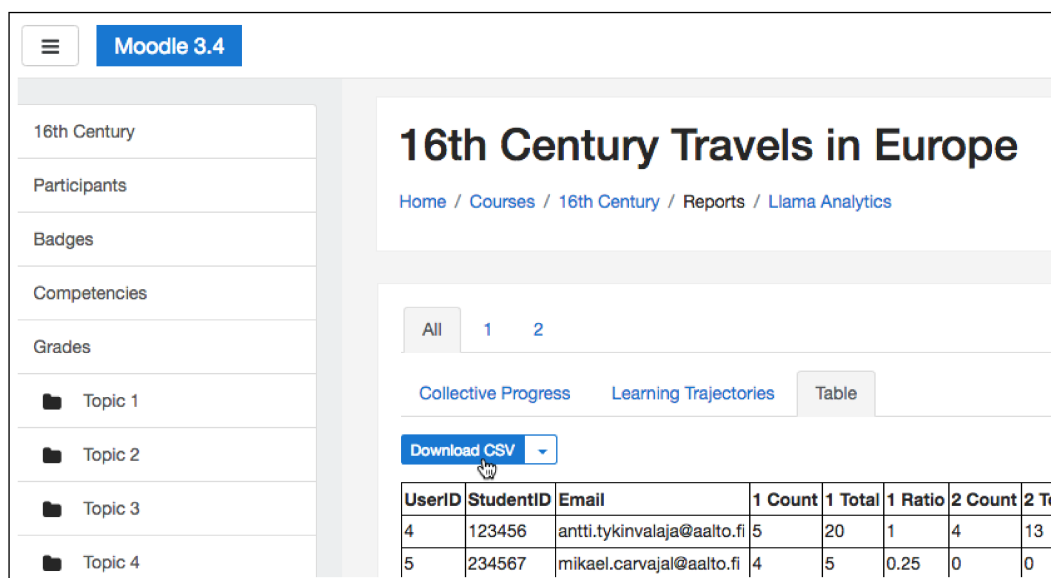 Moodle 3.4
16th Century
Participants
Badges
Competencies
Grades
Topic 1
Topic 2
Topic 3
Topic 4
16th Century Travels in Europe
Home / Courses / 16th Century / Reports / Llama Analytics
All 1 2
Collective Progress Learning Trajectories Table
Download CSV
UserID StudentID Email 1 Count 1 Total 1 Ratio 2 Count 2
4 123456 antti.tykinvalaja@aalto.fi 5 20 1 4 13
5 234567 mikael.carvajal@aalto.fi 4 5 0.25 0 0